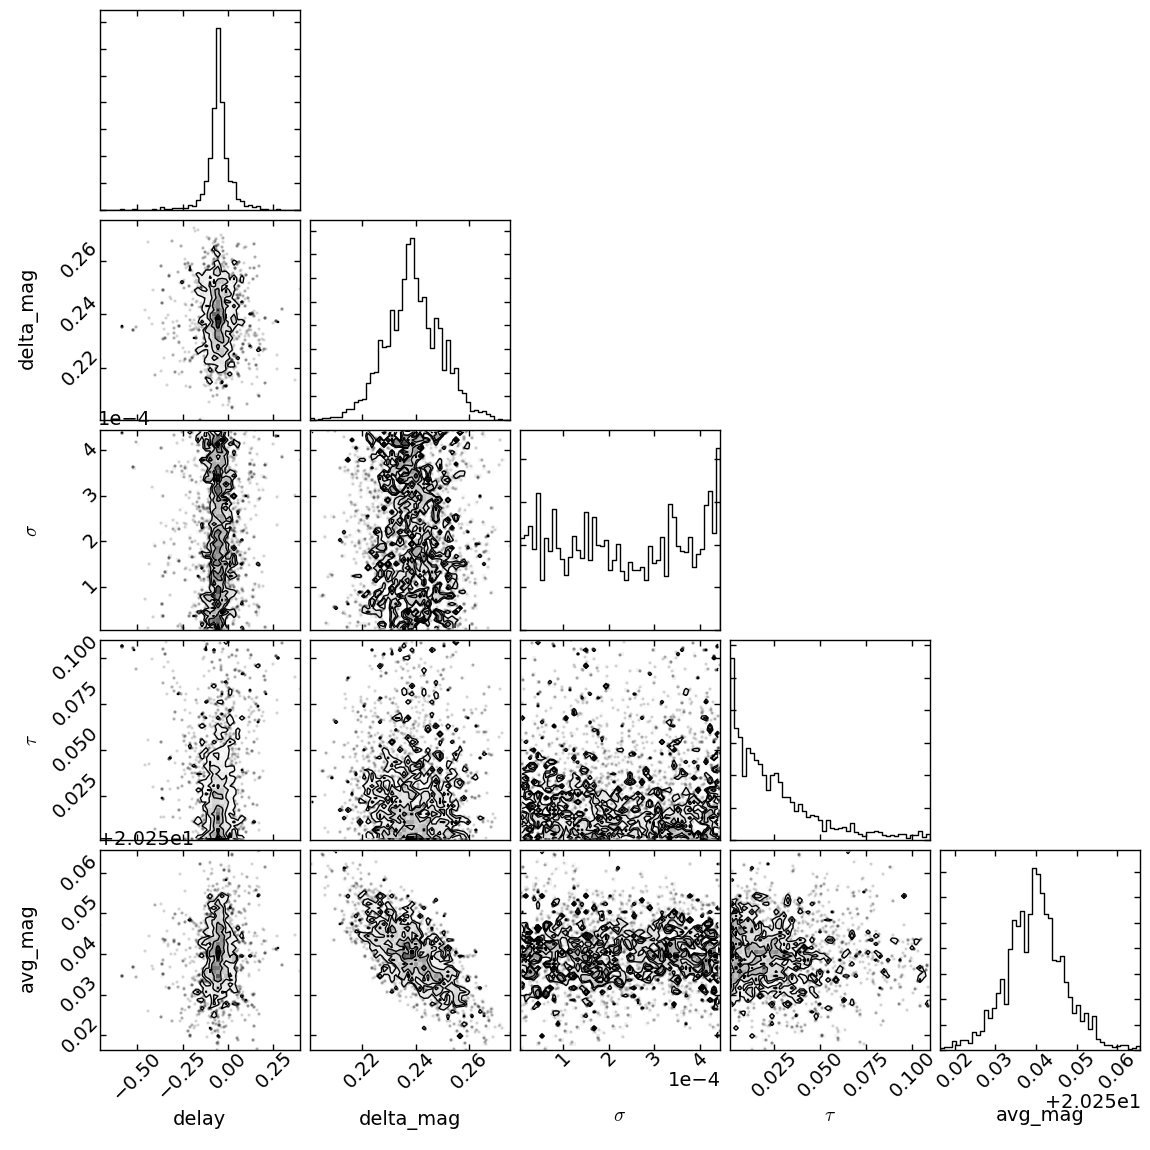 0.26
0.24
0.22
delta_mag
1e−4
4
3
2
1
σ
0.100
0.075
0.050
0.025
τ
+2.025e1
0.06
0.05
0.04
0.03
0.02
avg_mag
−0.50 −0.25 0.00 0.25
0.22 0.24 0.26
1 2 3 4
0.025 0.050 0.075 0.100
0.02 0.03 0.04 0.05 0.06
1e−4
+2.025e1
delay
delta_mag
σ
τ
avg_mag